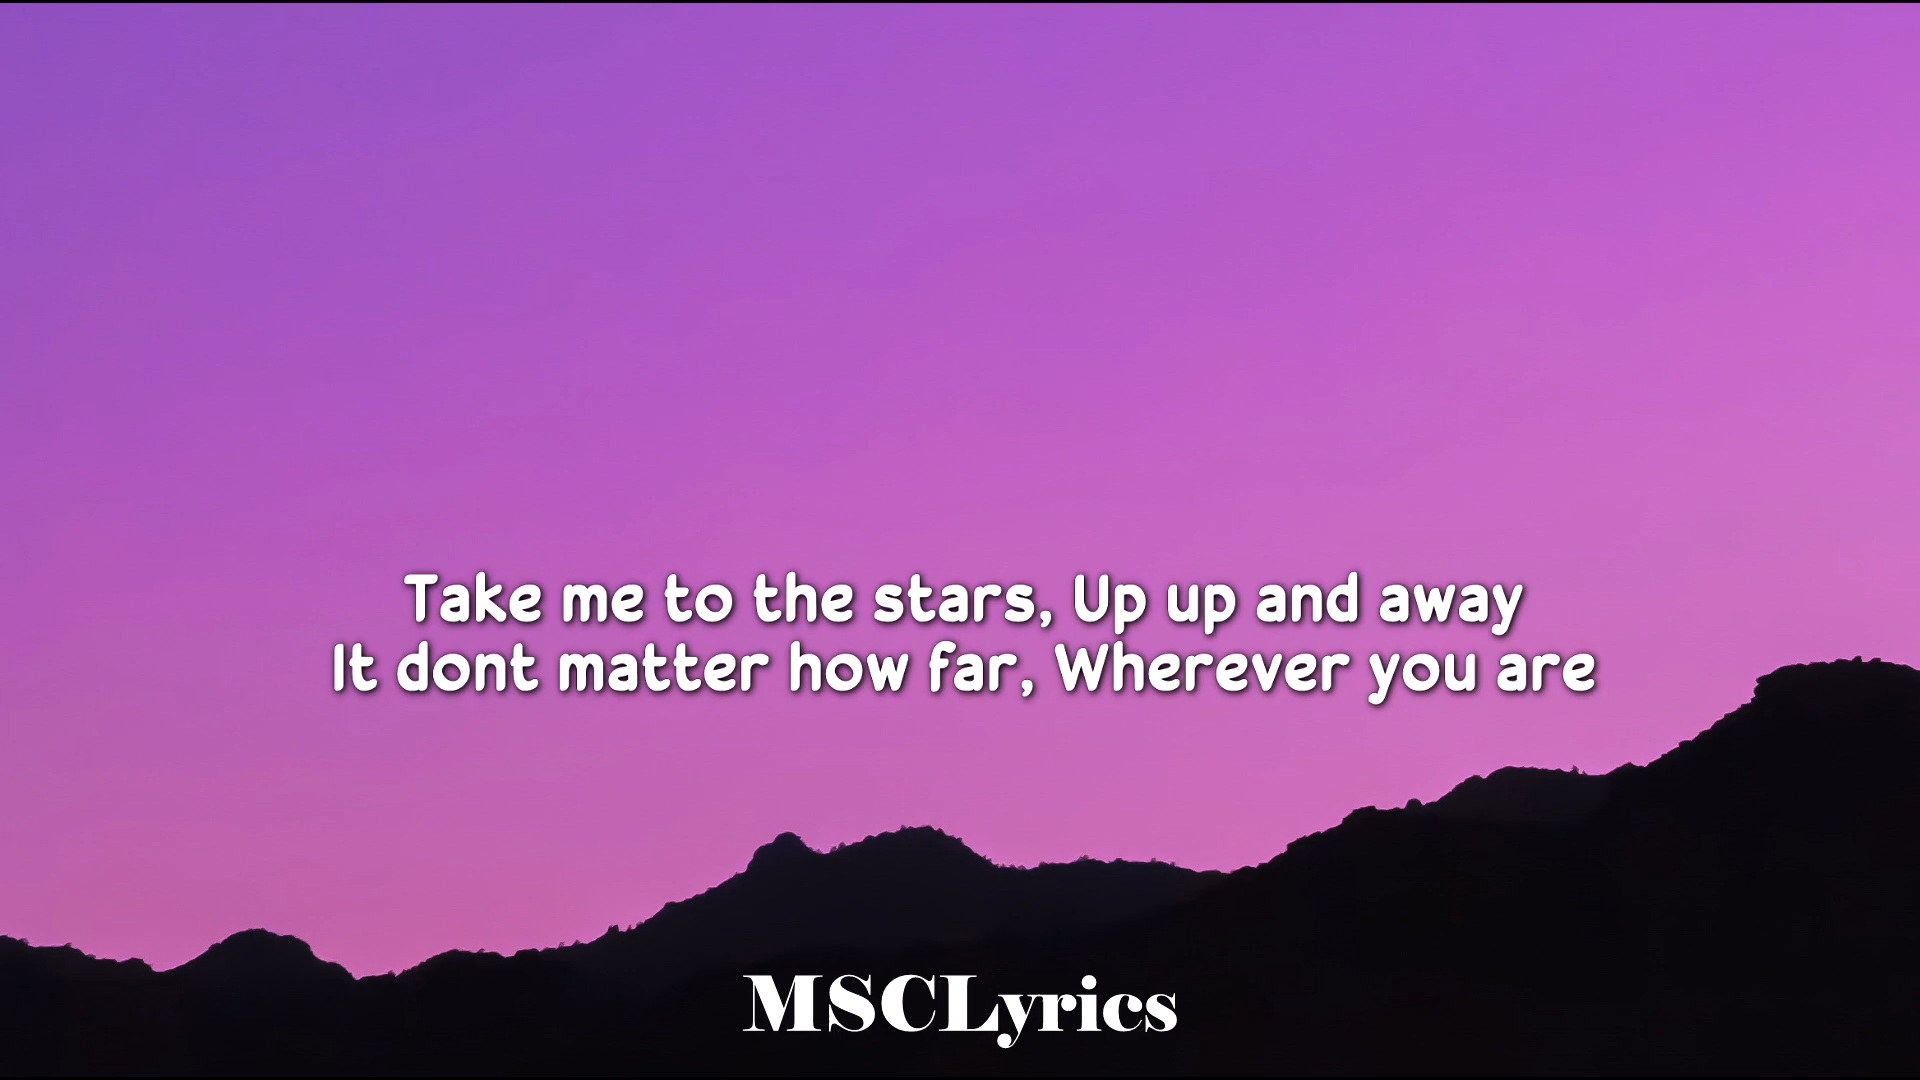 Take me to the stars, Up up and away
It dont matter how far, Wherever you are
MSCLyrics